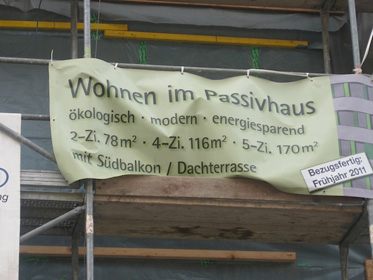 Wohnen im Passivhaus
ökologisch · modern · energiesparend
2-Zi. 78m² · 4-Zi. 116m² · 5-Zi. 170m²
mit Südbalkon / Dachterrasse
Bezugsfertig:
Frühjahr 2011
ng